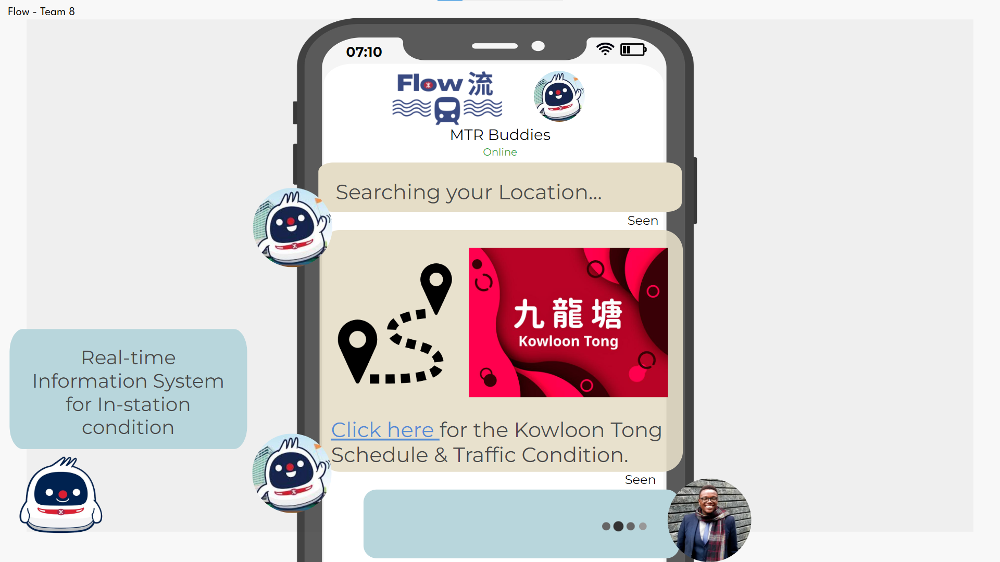 Flow - Team 8
07:10
Flow 流
MTR Buddies
Online
Searching your Location...
Seen
九龍塘
Kowloon Tong
Click here for the Kowloon Tong
Schedule & Traffic Condition.
Seen
Real-time
Information System
for In-station
condition